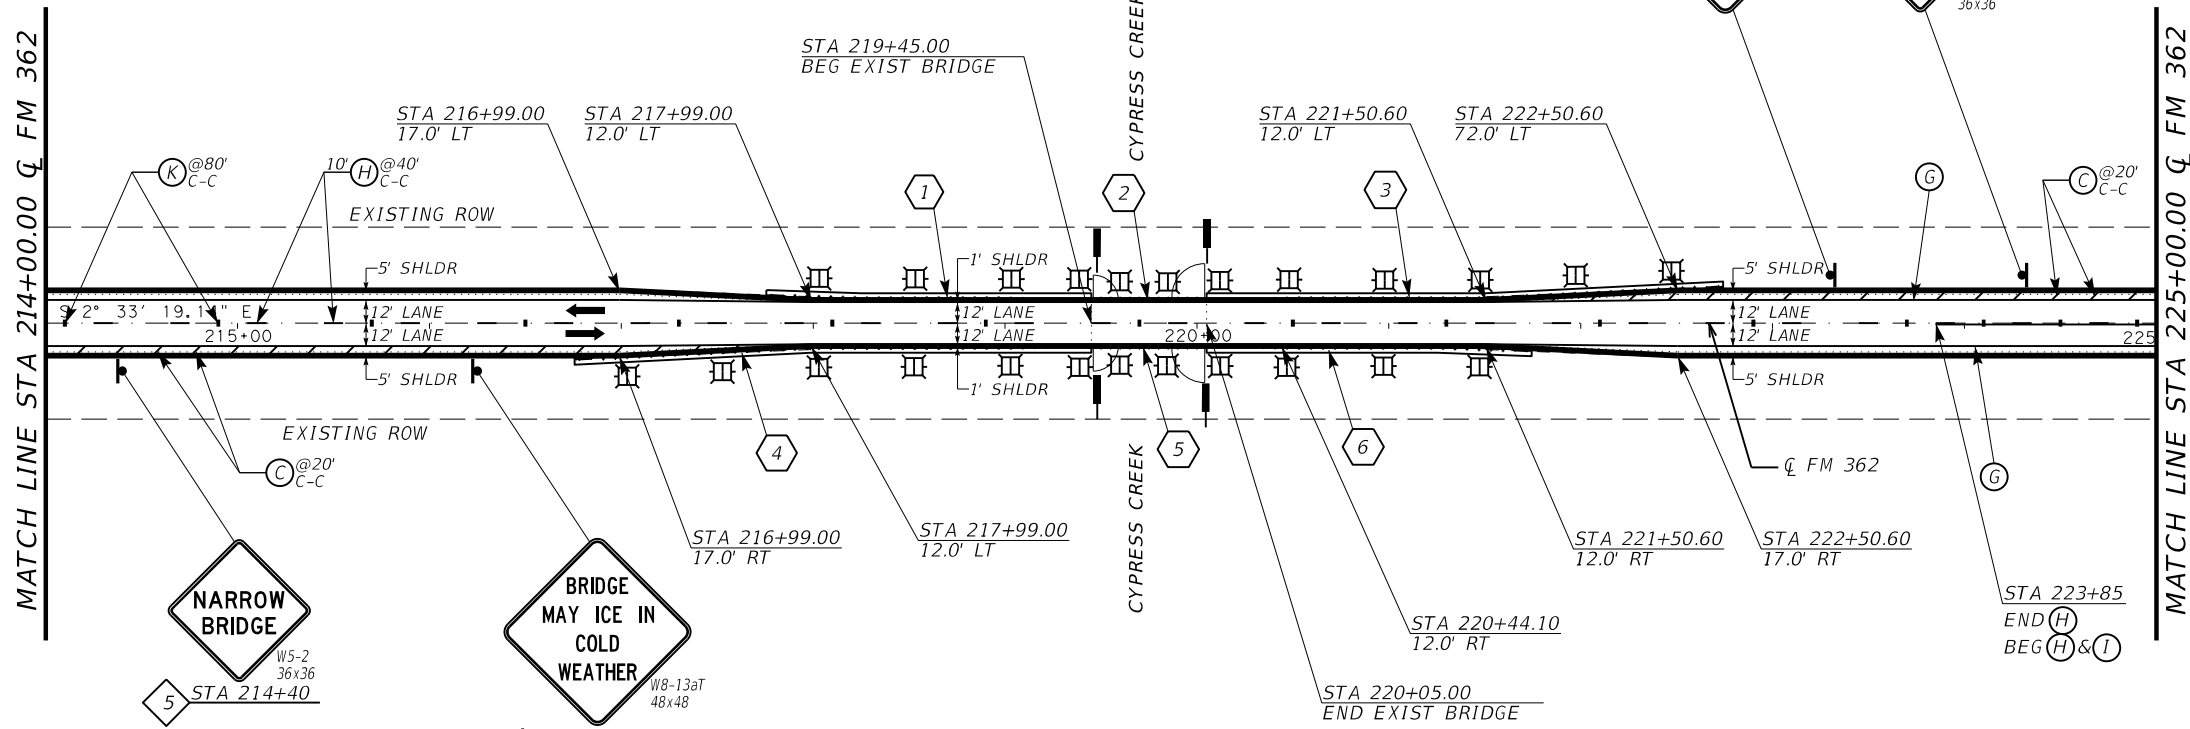 MATCH LINE STA 214+00.00 ℄ FM 362
36x36
CYPRESS CREEK
STA 219+45.00
BEG EXIST BRIDGE
STA 216+99.00
17.0' LT
STA 217+99.00
12.0' LT
STA 221+50.60
12.0' LT
STA 222+50.60
72.0' LT
K @80'
C-C
10' H @40'
C-C
1
2
3
G
C @20'
C-C
EXISTING ROW
5' SHLDR
1' SHLDR
5' SHLDR
2° 33' E
12' LANE
12' LANE
12' LANE
215+00
12' LANE
12' LANE
220+00
12' LANE
225
5' SHLDR
1' SHLDR
5' SHLDR
EXISTING ROW
C @20'
C-C
4
5
6
℄ FM 362
G
CYPRESS CREEK
STA 216+99.00
17.0' RT
STA 217+99.00
12.0' LT
STA 221+50.60
12.0' RT
STA 222+50.60
17.0' RT
NARROW
BRIDGE
W5-2
36x36
5 STA 214+40
BRIDGE
MAY ICE IN
COLD
WEATHER
W8-13aT
48x48
STA 220+44.10
12.0' RT
STA 220+05.00
END EXIST BRIDGE
STA 223+85
END H
BEG H & I
MATCH LINE STA 225+00.00 ℄ FM 362